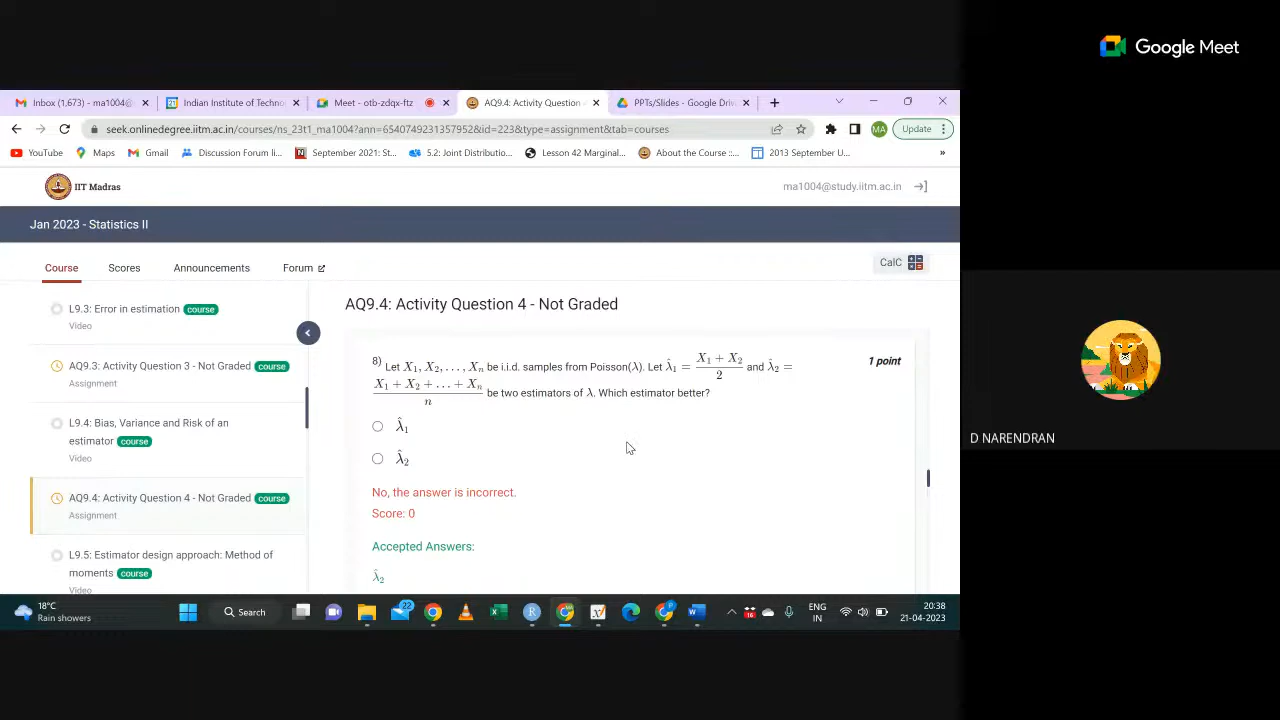 Google Meet
Inbox (1,673) - ma1004@
Indian Institute of Techno
Meet - otb-zdqx-ftz
AQ9.4: Activity Question
PPTs/Slides - Google Driv
seek.onlinedegree.iitm.ac.in/courses/ns_23t1_ma1004?ann=6540749231357952&id=223&type=assignment&tab=courses
MA
Update
YouTube
Maps
Gmail
Discussion Forum li...
September 2021: St...
5.2: Joint Distributio...
Lesson 42 Marginal...
About the Course ::...
2013 September U...
»
IIT Madras
ma1004@study.iitm.ac.in
Jan 2023 - Statistics II
Course
Scores
Announcements
Forum
CalC
L9.3: Error in estimation course
Video
AQ9.3: Activity Question 3 - Not Graded course
Assignment
L9.4: Bias, Variance and Risk of an
estimator course
Video
AQ9.4: Activity Question 4 - Not Graded course
Assignment
L9.5: Estimator design approach: Method of
moments course
Video
AQ9.4: Activity Question 4 - Not Graded
8) Let X₁, X₂, . . . , Xₙ be i.i.d. samples from Poisson(λ). Let λ̂₁ = (X₁ + X₂)/2 and λ̂₂ =
(X₁ + X₂ + . . . + Xₙ)/n be two estimators of λ. Which estimator better?
1 point
λ̂₁
λ̂₂
No, the answer is incorrect.
Score: 0
Accepted Answers:
λ̂₂
D NARENDRAN
18°C
Rain showers
Search
22
16
ENG
IN
20:38
21-04-2023